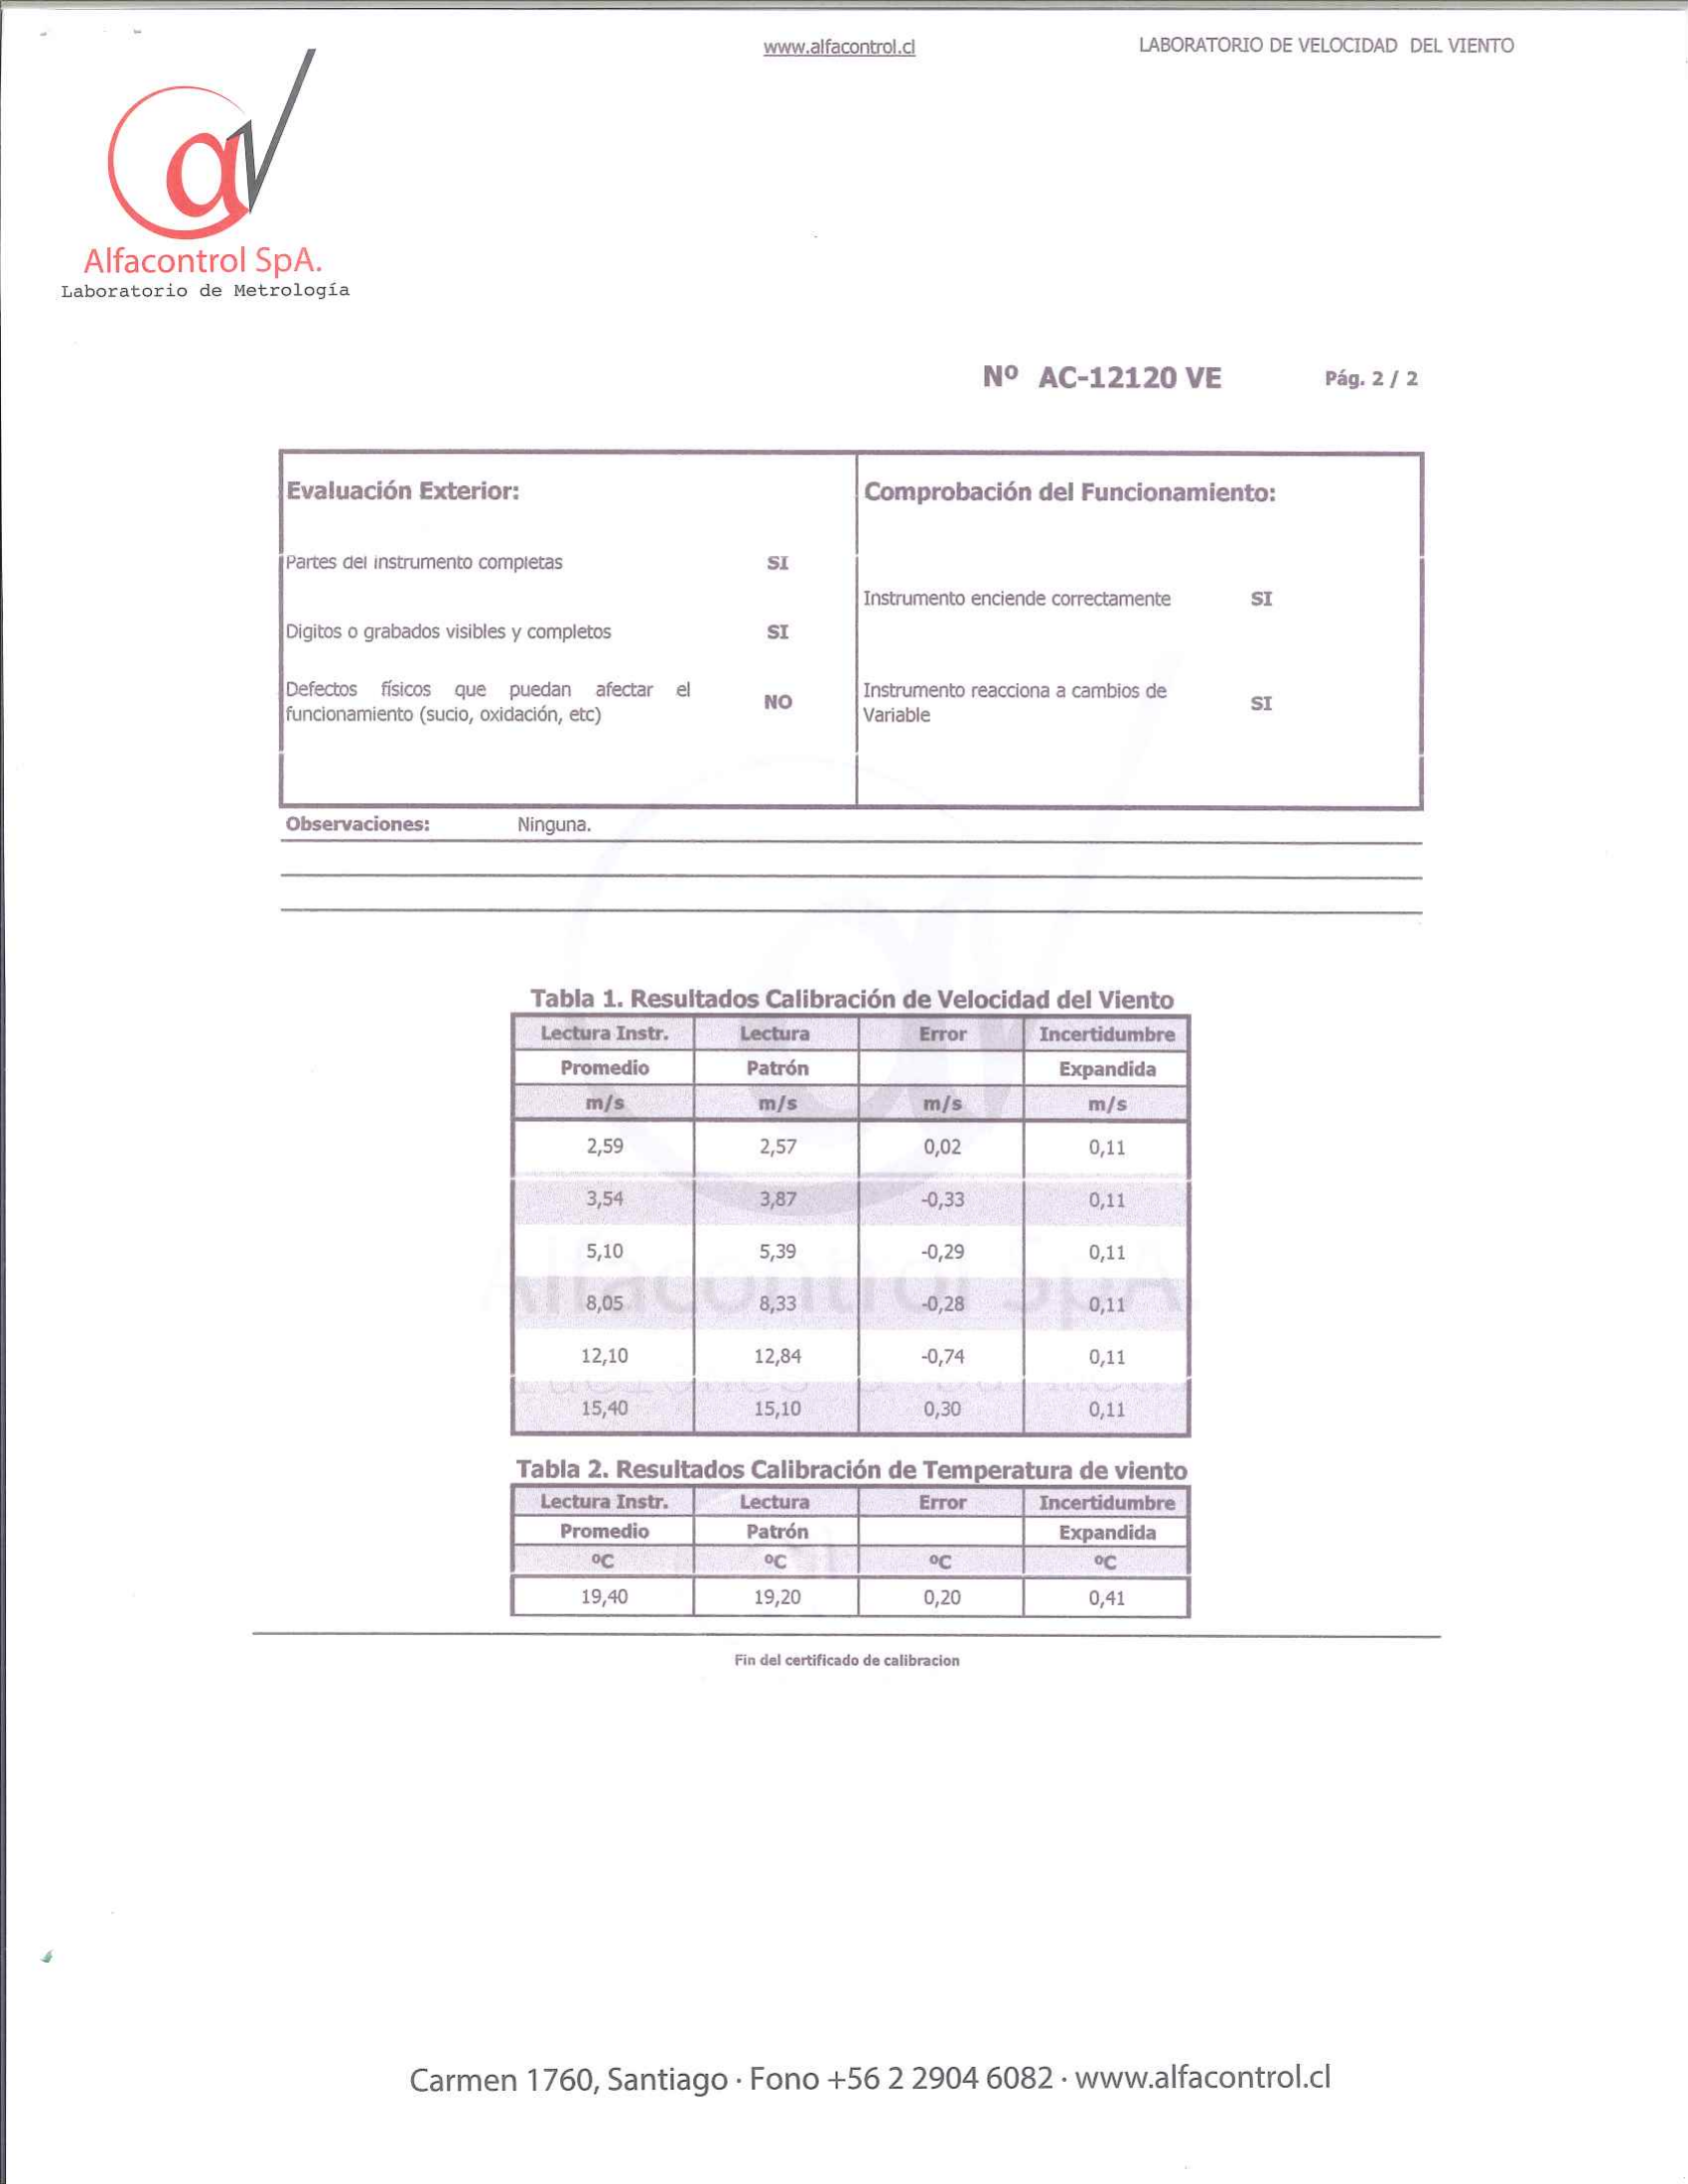 www.alfacontrol.cl LABORATORIO DE VELOCIDAD DEL VIENTO
Alfacontrol SpA.
Laboratorio de Metrología
Nº AC-12120 VE Pág. 2 / 2
Evaluación Exterior:
Partes del instrumento completas SI
Digitos o grabados visibles y completos SI
Defectos físicos que puedan afectar el
funcionamiento (sucio, oxidación, etc) NO
Comprobación del Funcionamiento:
Instrumento enciende correctamente SI
Instrumento reacciona a cambios de
Variable SI
Observaciones: Ninguna.
Tabla 1. Resultados Calibración de Velocidad del Viento
Lectura Instr. Lectura Error Incertidumbre
Promedio Patrón Expandida
m/s m/s m/s m/s
2,59 2,57 0,02 0,11
3,54 3,87 -0,33 0,11
5,10 5,39 -0,29 0,11
8,05 8,33 -0,28 0,11
12,10 12,84 -0,74 0,11
15,40 15,10 0,30 0,11
Alfacontrol SpA.
Tabla 2. Resultados Calibración de Temperatura de viento
Lectura Instr. Lectura Error Incertidumbre
Promedio Patrón Expandida
ºC ºC ºC ºC
19,40 19,20 0,20 0,41
Fin del certificado de calibracion
Carmen 1760, Santiago · Fono +56 2 2904 6082 · www.alfacontrol.cl